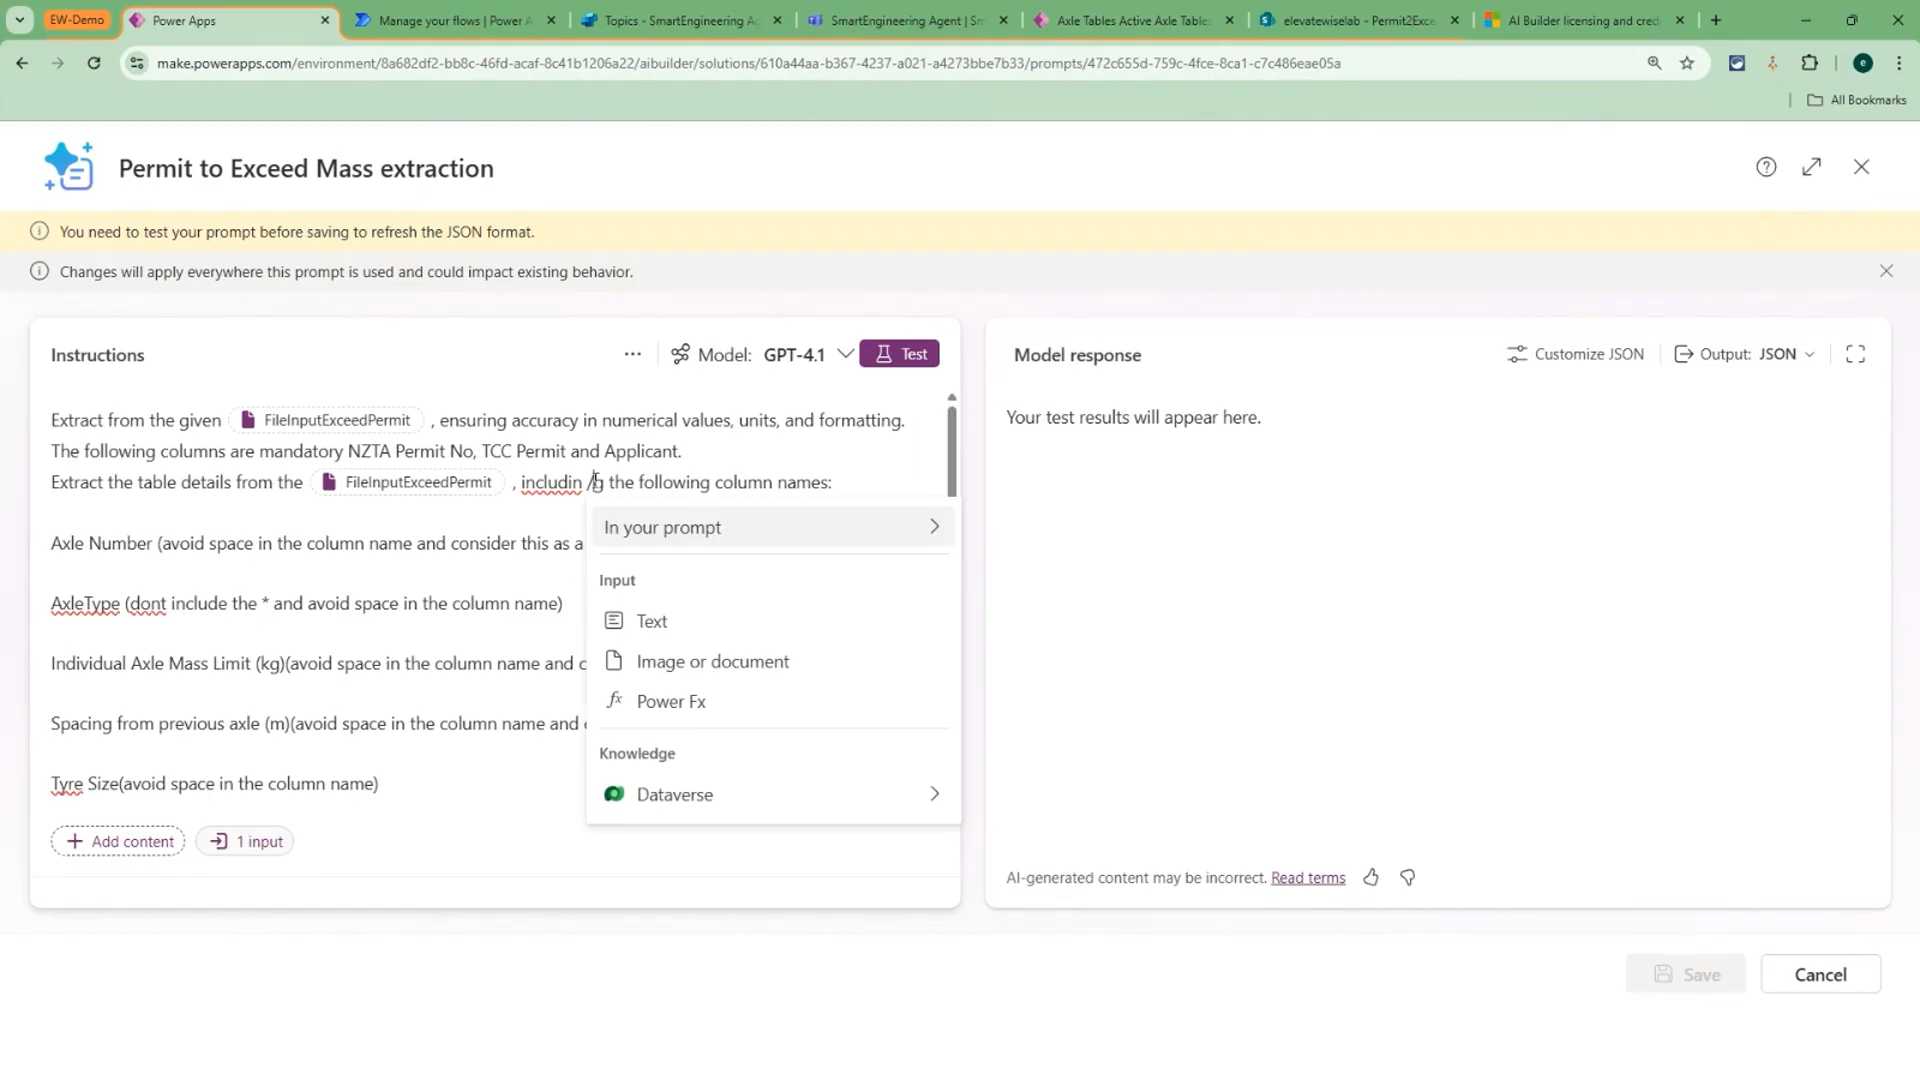 EW-Demo
Power Apps
Manage your flows | Power A
Topics - SmartEngineering Ag
SmartEngineering Agent | Sm
Axle Tables Active Axle Tables
elevatewiselab - Permit2Exce
AI Builder licensing and cred
make.powerapps.com/environment/8a682df2-bb8c-46fd-acaf-8c41b1206a22/aibuilder/solutions/610a44aa-b367-4237-a021-a4273bbe7b33/prompts/472c655d-759c-4fce-8ca1-c7c486eae05a
e
All Bookmarks
Permit to Exceed Mass extraction
You need to test your prompt before saving to refresh the JSON format.
Changes will apply everywhere this prompt is used and could impact existing behavior.
Instructions
Model: GPT-4.1
Test
Extract from the given FileInputExceedPermit , ensuring accuracy in numerical values, units, and formatting.
The following columns are mandatory NZTA Permit No, TCC Permit and Applicant.
Extract the table details from the FileInputExceedPermit , includin /g the following column names:
Axle Number (avoid space in the column name and consider this as a
AxleType (dont include the * and avoid space in the column name)
Individual Axle Mass Limit (kg)(avoid space in the column name and c
Spacing from previous axle (m)(avoid space in the column name and
Tyre Size(avoid space in the column name)
Add content
1 input
In your prompt
Input
Text
Image or document
fx Power Fx
Knowledge
Dataverse
Model response
Customize JSON
Output: JSON
Your test results will appear here.
AI-generated content may be incorrect. Read terms
Save
Cancel